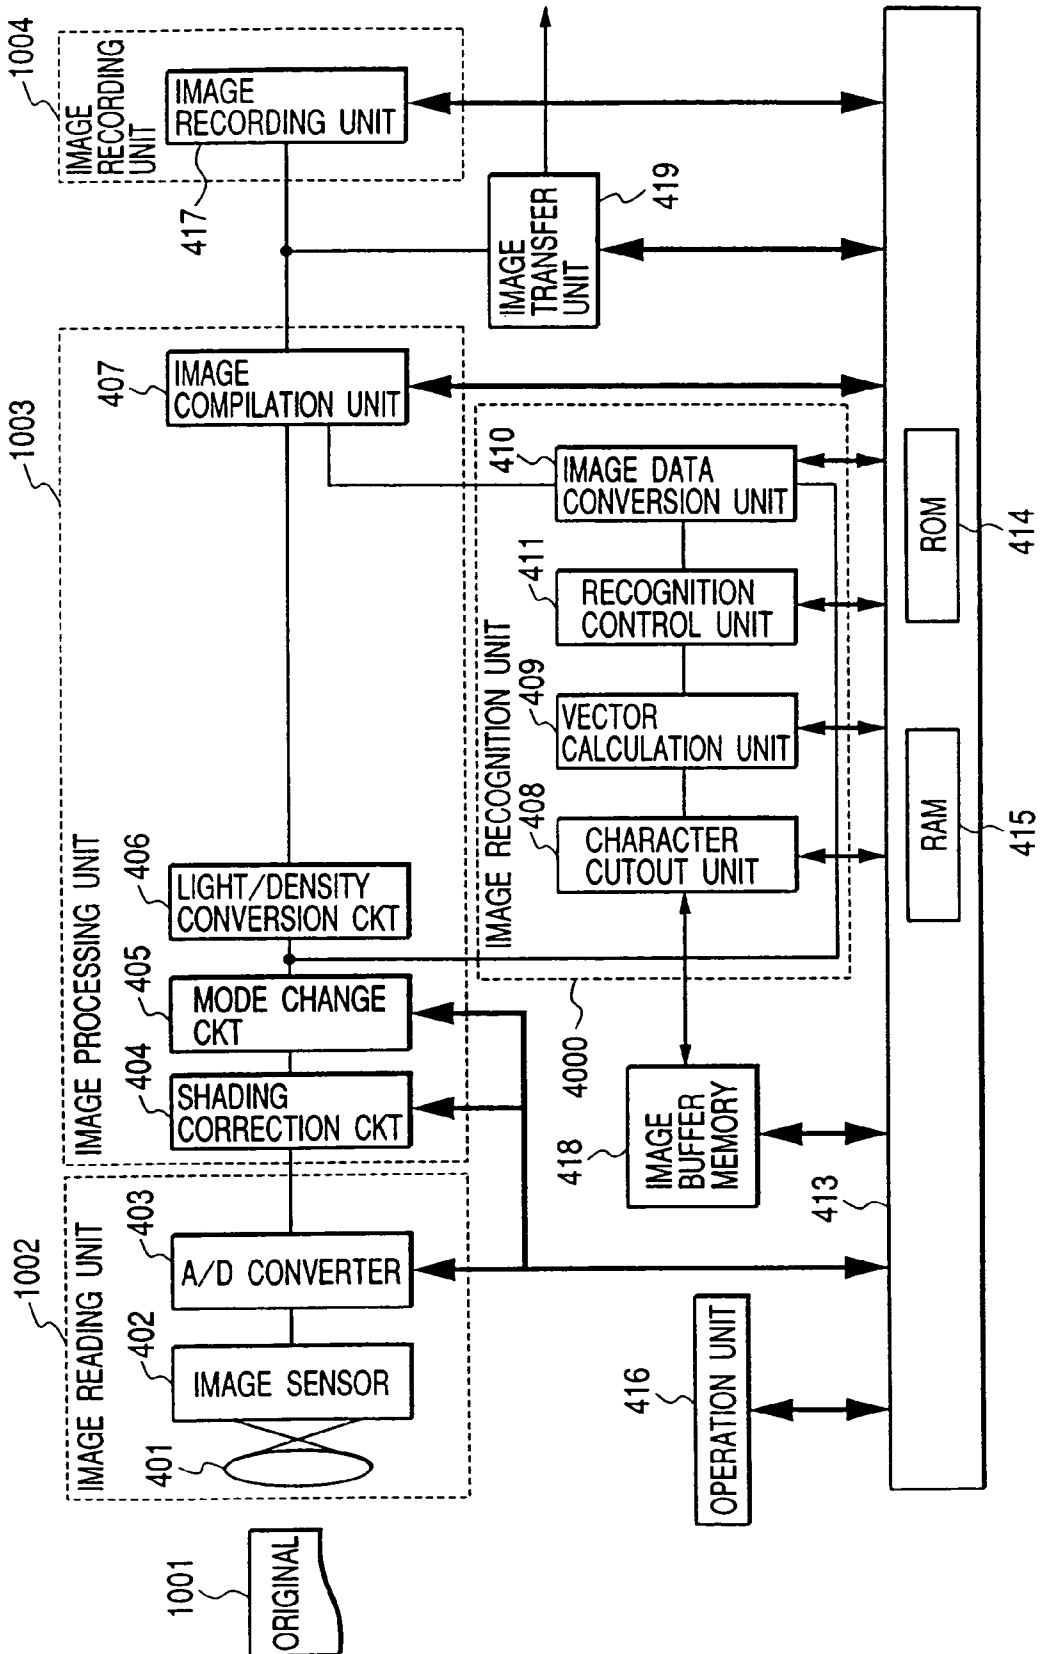 1001
ORIGINAL
1002
IMAGE READING UNIT
401
402
IMAGE SENSOR
403
A/D CONVERTER
1003
IMAGE PROCESSING UNIT
404
SHADING
CORRECTION CKT
405
MODE CHANGE
CKT
406
LIGHT/DENSITY
CONVERSION CKT
407
IMAGE
COMPILATION UNIT
1004
IMAGE
RECORDING
UNIT
IMAGE
RECORDING UNIT
417
IMAGE
TRANSFER
UNIT
419
4000
IMAGE RECOGNITION UNIT
408
CHARACTER
CUTOUT UNIT
409
VECTOR
CALCULATION UNIT
411
RECOGNITION
CONTROL UNIT
410
IMAGE DATA
CONVERSION UNIT
418
IMAGE
BUFFER
MEMORY
416
OPERATION UNIT
413
RAM
415
ROM
414